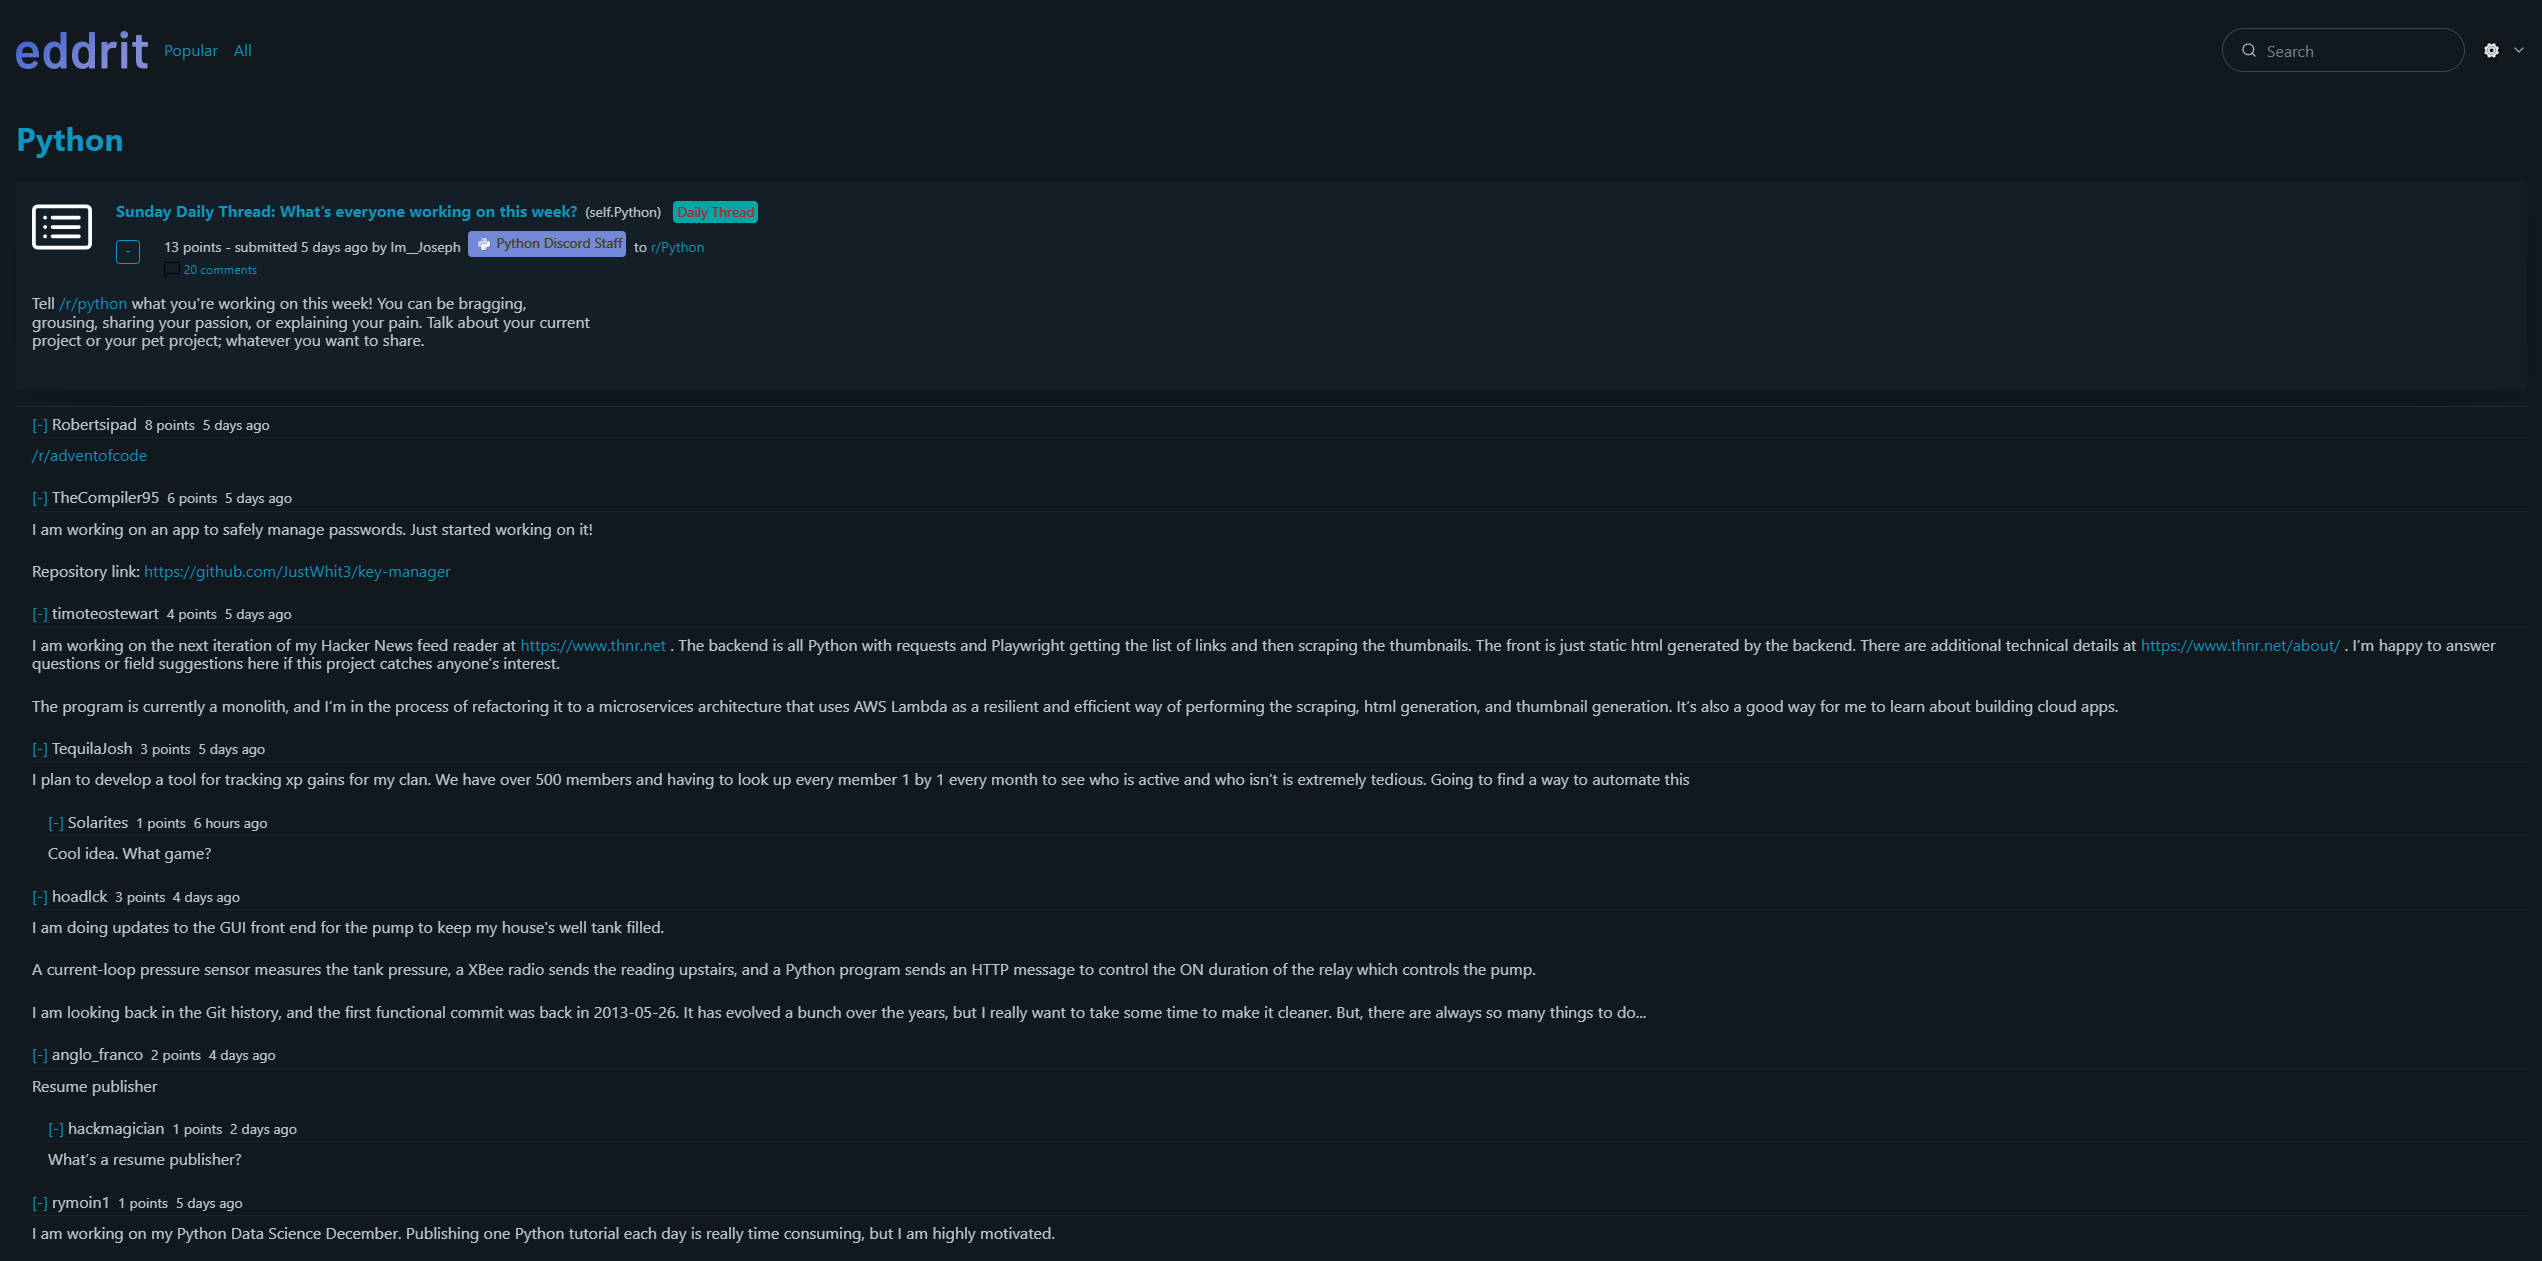 eddrit Popular All Search
Python
Sunday Daily Thread: What's everyone working on this week? (self.Python) Daily Thread
- 13 points - submitted 5 days ago by Im__Joseph Python Discord Staff to r/Python
20 comments
Tell /r/python what you're working on this week! You can be bragging,
grousing, sharing your passion, or explaining your pain. Talk about your current
project or your pet project; whatever you want to share.
[-] Robertsipad 8 points 5 days ago
/r/adventofcode
[-] TheCompiler95 6 points 5 days ago
I am working on an app to safely manage passwords. Just started working on it!
Repository link: https://github.com/JustWhit3/key-manager
[-] timoteostewart 4 points 5 days ago
I am working on the next iteration of my Hacker News feed reader at https://www.thnr.net . The backend is all Python with requests and Playwright getting the list of links and then scraping the thumbnails. The front is just static html generated by the backend. There are additional technical details at https://www.thnr.net/about/ . I’m happy to answer
questions or field suggestions here if this project catches anyone’s interest.
The program is currently a monolith, and I’m in the process of refactoring it to a microservices architecture that uses AWS Lambda as a resilient and efficient way of performing the scraping, html generation, and thumbnail generation. It’s also a good way for me to learn about building cloud apps.
[-] TequilaJosh 3 points 5 days ago
I plan to develop a tool for tracking xp gains for my clan. We have over 500 members and having to look up every member 1 by 1 every month to see who is active and who isn’t is extremely tedious. Going to find a way to automate this
[-] Solarites 1 points 6 hours ago
Cool idea. What game?
[-] hoadlck 3 points 4 days ago
I am doing updates to the GUI front end for the pump to keep my house's well tank filled.
A current-loop pressure sensor measures the tank pressure, a XBee radio sends the reading upstairs, and a Python program sends an HTTP message to control the ON duration of the relay which controls the pump.
I am looking back in the Git history, and the first functional commit was back in 2013-05-26. It has evolved a bunch over the years, but I really want to take some time to make it cleaner. But, there are always so many things to do...
[-] anglo_franco 2 points 4 days ago
Resume publisher
[-] hackmagician 1 points 2 days ago
What’s a resume publisher?
[-] rymoin1 1 points 5 days ago
I am working on my Python Data Science December. Publishing one Python tutorial each day is really time consuming, but I am highly motivated.